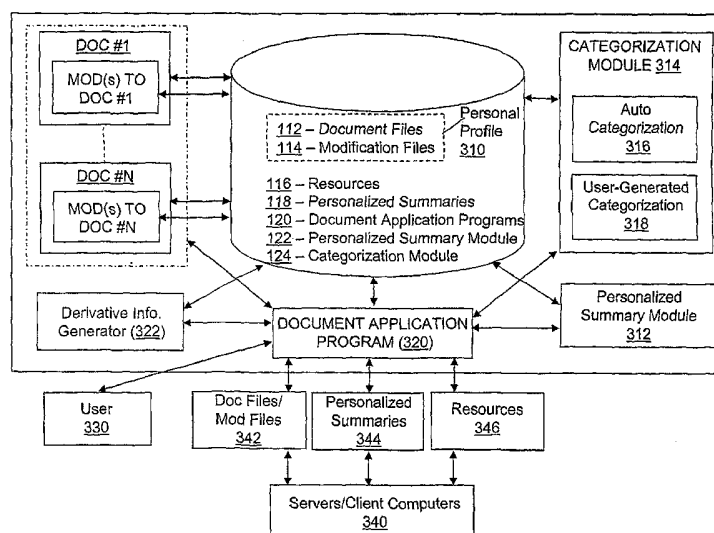 DOC #1
MOD(s) TO
DOC #1
DOC #N
MOD(s) TO
DOC #N
112 – Document Files
114 – Modification Files
Personal
Profile
310
116 – Resources
118 – Personalized Summaries
120 – Document Application Programs
122 – Personalized Summary Module
124 – Categorization Module
CATEGORIZATION
MODULE 314
Auto
Categorization
316
User-Generated
Categorization
318
Derivative Info.
Generator (322)
DOCUMENT APPLICATION
PROGRAM (320)
Personalized
Summary Module
312
User
330
Doc Files/
Mod Files
342
Personalized
Summaries
344
Resources
346
Servers/Client Computers
340